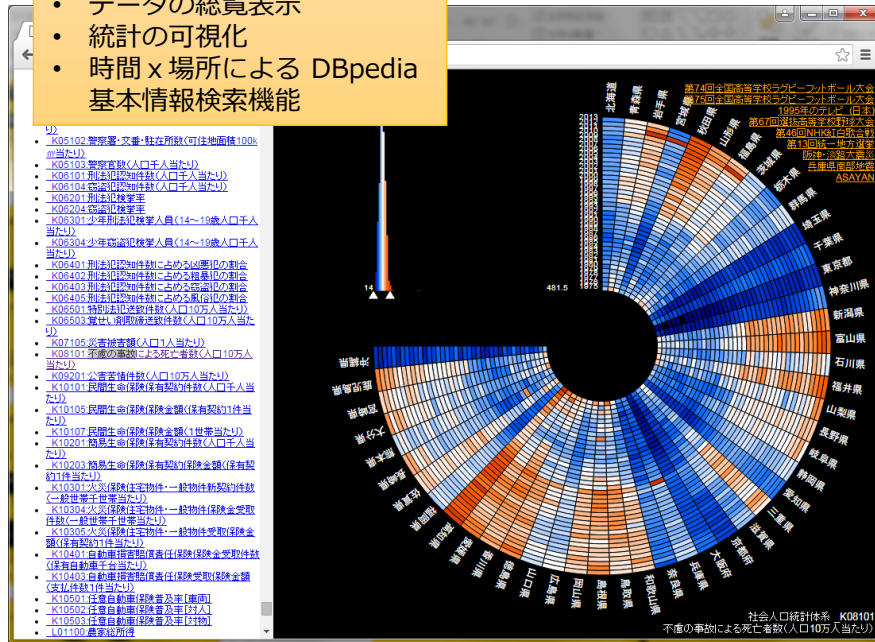 • データの総覧表示
• 統計の可視化
• 時間 x 場所による DBpedia
基本情報検索機能
り)
K05102:警察署・交番・駐在所数(可住地面積100k
㎡当たり)
K05103:警察官数(人口千人当たり)
K06101:刑法犯認知件数(人口千人当たり)
K06104:窃盗犯認知件数(人口千人当たり)
K06201:刑法犯検挙率
K06204:窃盗犯検挙率
K06301:少年刑法犯検挙人員(14~19歳人口千人
当たり)
K06304:少年窃盗犯検挙人員(14~19歳人口千人
当たり)
K06401:刑法犯認知件数に占める凶悪犯の割合
K06402:刑法犯認知件数に占める粗暴犯の割合
K06403:刑法犯認知件数に占める窃盗犯の割合
K06405:刑法犯認知件数に占める風俗犯の割合
K06501:特別法犯送致件数(人口10万人当たり)
K06503:覚せい剤取締送致件数(人口10万人当た
り)
K07105:災害被害額(人口1人当たり)
K08101:不慮の事故による死亡者数(人口10万人
当たり)
K09201:公害苦情件数(人口10万人当たり)
K10101:民間生命保険保有契約件数(人口千人当
たり)
K10105:民間生命保険保険金額(保有契約1件当
たり)
K10107:民間生命保険保険金額(1世帯当たり)
K10201:簡易生命保険保有契約件数(人口千人当
たり)
K10203:簡易生命保険保有契約保険金額(保有契
約1件当たり)
K10301:火災保険住宅物件・一般物件新契約件数
(一般世帯千世帯当たり)
K10304:火災保険住宅物件・一般物件保険金受取
件数(一般世帯千世帯当たり)
K10305:火災保険住宅物件・一般物件受取保険金
額(保有契約1件当たり)
K10401:自動車損害賠償責任保険保険金受取件数
(保有自動車千台当たり)
K10403:自動車損害賠償責任保険受取保険金額
(支払件数1件当たり)
K10501:任意自動車保険普及率[車両]
K10502:任意自動車保険普及率[対人]
K10503:任意自動車保険普及率[対物]
L01100:農家総所得
14
481.5
2013
1975
北海道
青森県
岩手県
宮城県
秋田県
山形県
福島県
茨城県
栃木県
群馬県
埼玉県
千葉県
東京都
神奈川県
新潟県
富山県
石川県
福井県
山梨県
長野県
岐阜県
静岡県
愛知県
三重県
滋賀県
京都府
大阪府
兵庫県
奈良県
和歌山県
鳥取県
島根県
岡山県
広島県
山口県
徳島県
香川県
愛媛県
高知県
福岡県
佐賀県
長崎県
熊本県
大分県
宮崎県
鹿児島県
沖縄県
第74回全国高等学校ラグビーフットボール大会
第75回全国高等学校ラグビーフットボール大会
1995年のテレビ (日本)
第67回選抜高等学校野球大会
第46回NHK紅白歌合戦
第13回統一地方選挙
阪神・淡路大震災
兵庫県南部地震
ASAYAN
社会人口統計体系 _K08101
不慮の事故による死亡者数(人口10万人当たり)